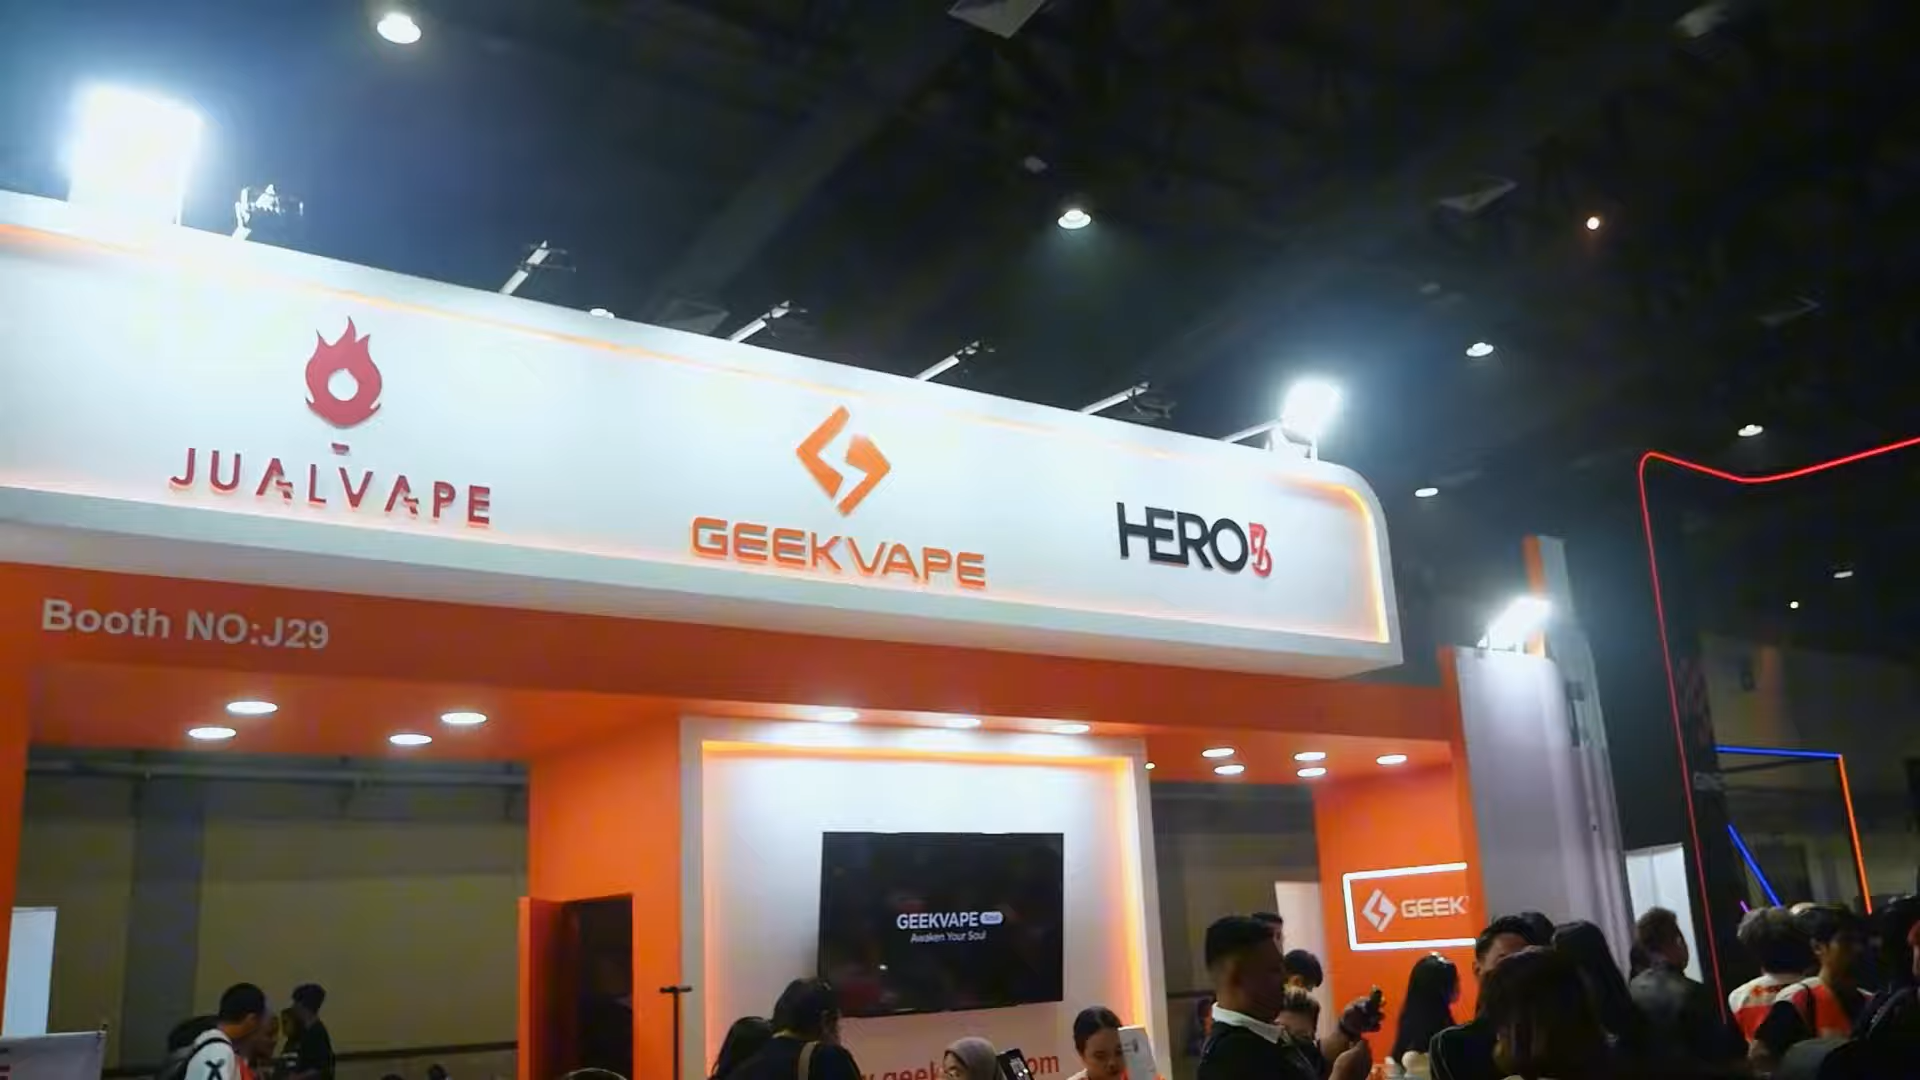 JUALVAPE
GEEKVAPE
HERO
Booth NO:J29
GEEKVAPE
Awaken Your Soul
GEEK